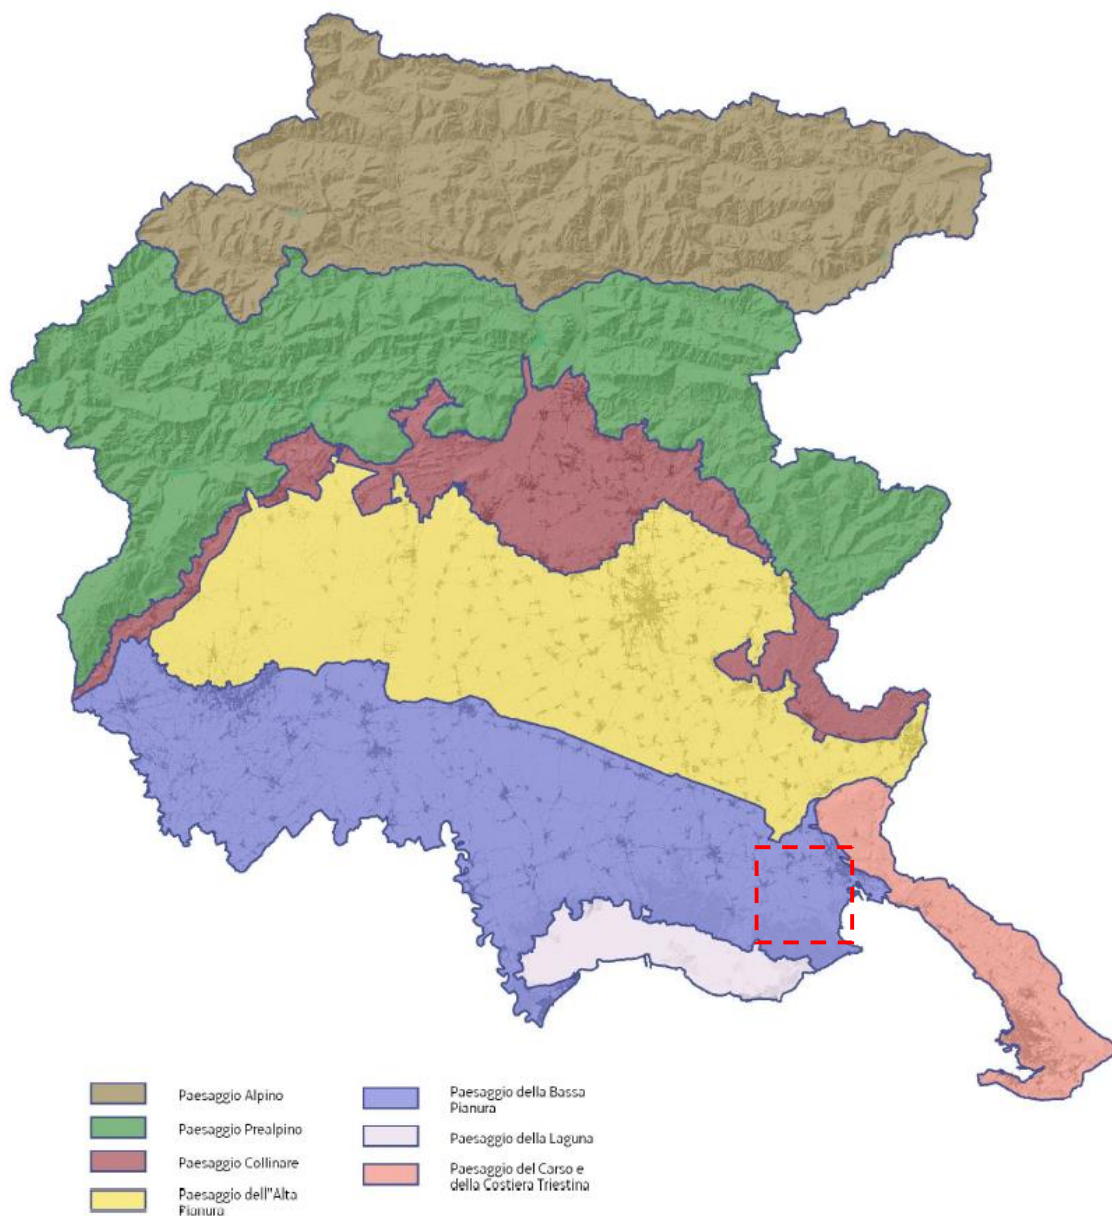 Paesaggio Alpino
Paesaggio Prealpino
Paesaggio Collinare
Paesaggio dell"Alta
Pianura
Paesaggio della Bassa
Pianura
Paesaggio della Laguna
Paesaggio del Carso e
della Costiera Triestina